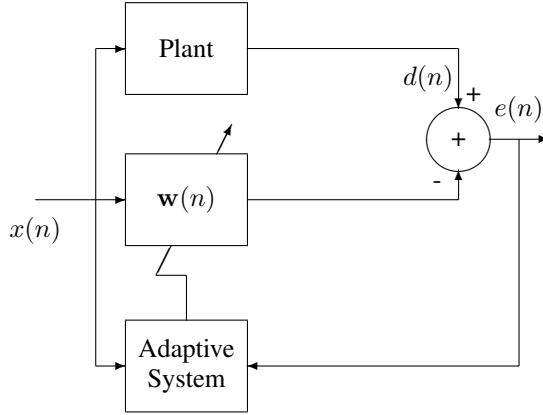 Plant
d(n)
+
e(n)
+
w(n)
-
x(n)
Adaptive
System